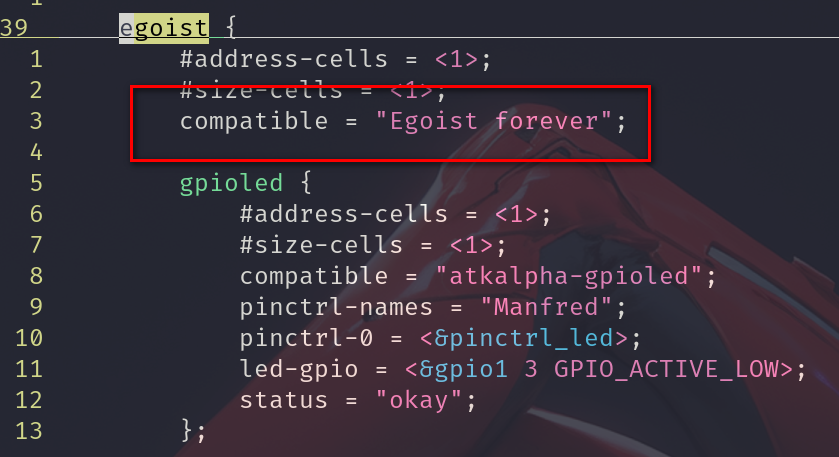 39 egoist {
1 #address-cells = <1>;
2 #size-cells = <1>;
3 compatible = "Egoist forever";
4
5 gpioled {
6 #address-cells = <1>;
7 #size-cells = <1>;
8 compatible = "atkalpha-gpioled";
9 pinctrl-names = "Manfred";
10 pinctrl-0 = <&pinctrl_led>;
11 led-gpio = <&gpio1 3 GPIO_ACTIVE_LOW>;
12 status = "okay";
13 };